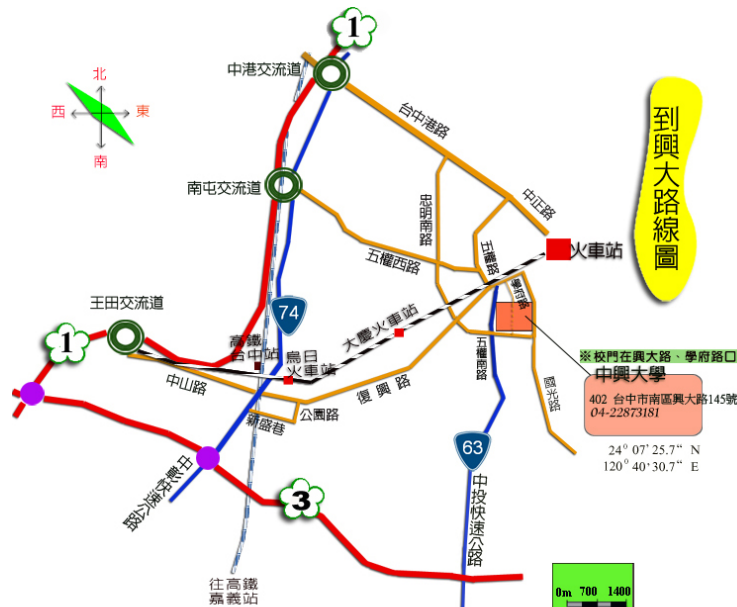 1
中港交流道
北
西
東
南
台中港路
到興大路線圖
忠明南路
中正路
南屯交流道
五權西路
五權路
火車站
學府路
王田交流道
74
大慶火車站
高鐵
台中站
烏日
火車站
1
五權南路
※校門在興大路、學府路口
中興大學
402 台中市南區興大路145號
04-22873181
國光路
中山路
復興路
公園路
新盛巷
24° 07'25.7" N
120° 40'30.7" E
63
中彰快速公路
中投快速公路
3
往高鐵
嘉義站
0m 700 1400